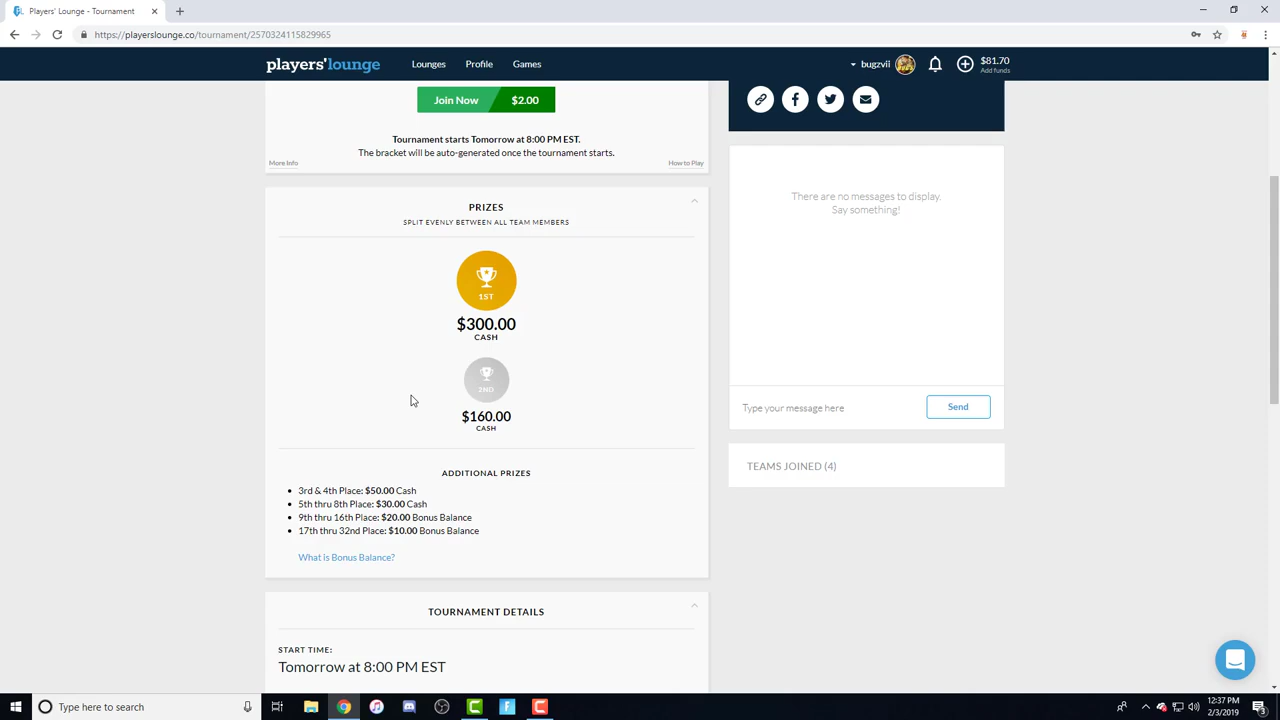 Players' Lounge - Tournament
https://playerslounge.co/tournament/2570324115829965
players'lounge
Lounges
Profile
Games
bugzvii
$81.70
Add funds
Join Now
$2.00
Tournament starts Tomorrow at 8:00 PM EST.
The bracket will be auto-generated once the tournament starts.
More Info
How to Play
PRIZES
SPLIT EVENLY BETWEEN ALL TEAM MEMBERS
1ST
$300.00
CASH
2ND
$160.00
CASH
ADDITIONAL PRIZES
3rd & 4th Place: $50.00 Cash
5th thru 8th Place: $30.00 Cash
9th thru 16th Place: $20.00 Bonus Balance
17th thru 32nd Place: $10.00 Bonus Balance
What is Bonus Balance?
TOURNAMENT DETAILS
START TIME:
Tomorrow at 8:00 PM EST
There are no messages to display.
Say something!
Type your message here
Send
TEAMS JOINED (4)
Type here to search
12:37 PM
2/3/2019
3